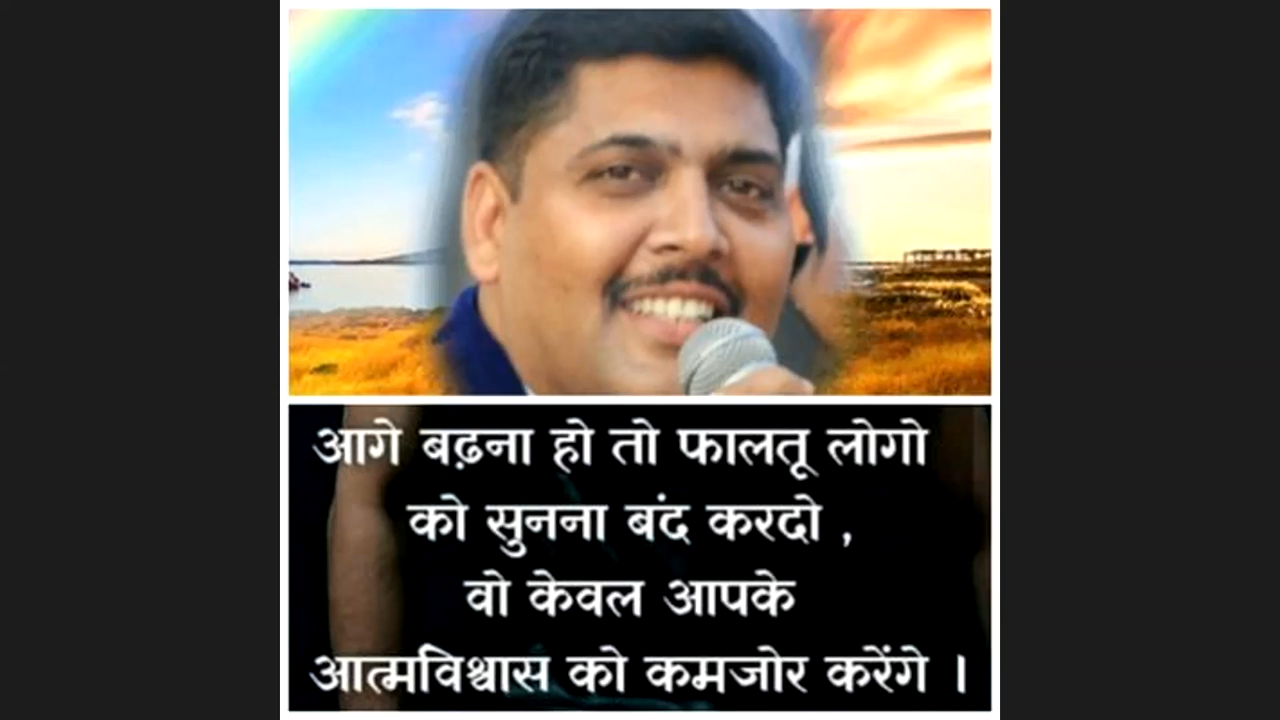 आगे बढ़ना हो तो फालतू लोगो
को सुनना बंद करदो ,
वो केवल आपके
आत्मविश्वास को कमजोर करेंगे ।